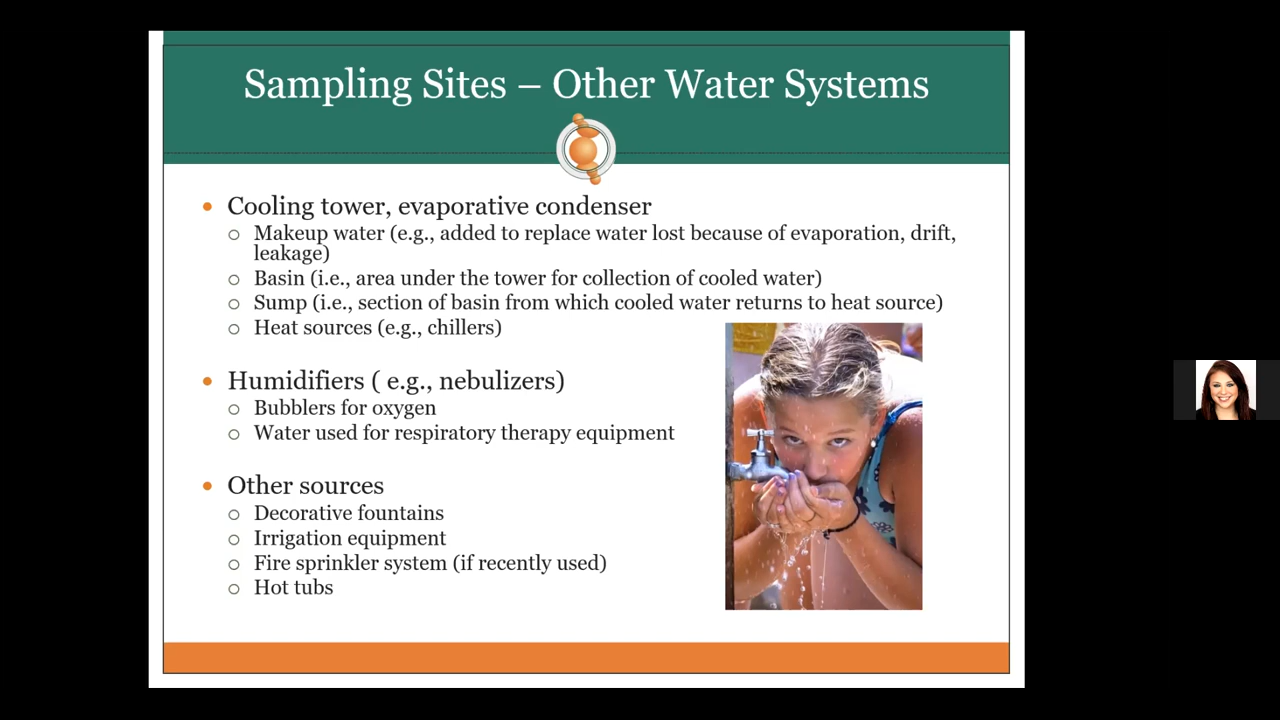 Sampling Sites – Other Water Systems
• Cooling tower, evaporative condenser
o Makeup water (e.g., added to replace water lost because of evaporation, drift,
leakage)
o Basin (i.e., area under the tower for collection of cooled water)
o Sump (i.e., section of basin from which cooled water returns to heat source)
o Heat sources (e.g., chillers)
• Humidifiers ( e.g., nebulizers)
o Bubblers for oxygen
o Water used for respiratory therapy equipment
• Other sources
o Decorative fountains
o Irrigation equipment
o Fire sprinkler system (if recently used)
o Hot tubs